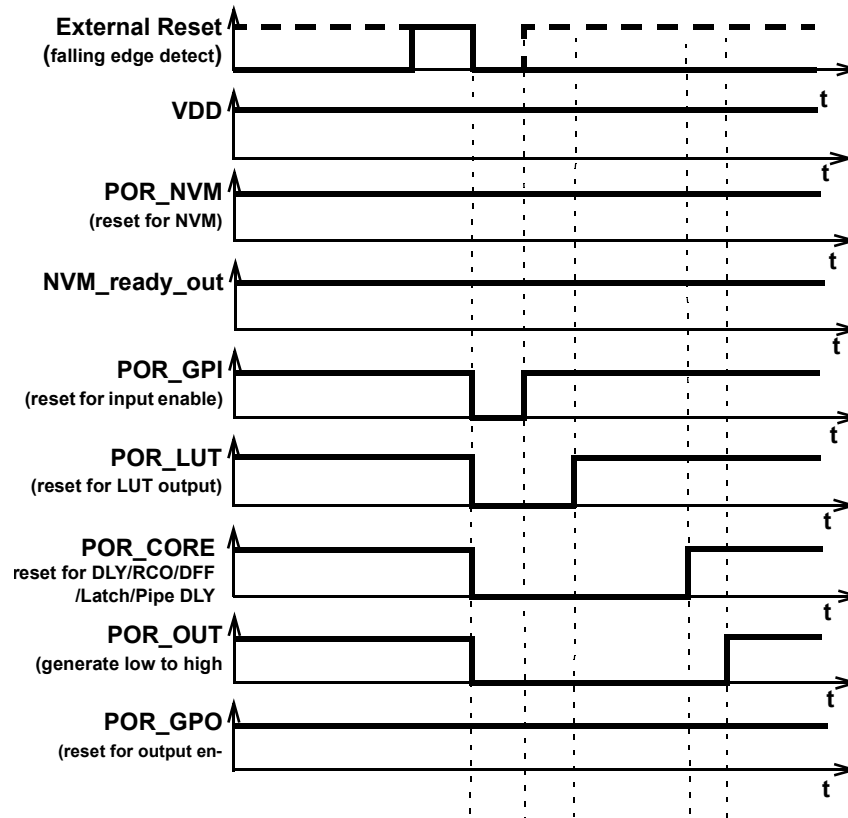 External Reset
(falling edge detect)
t
VDD
t
POR_NVM
(reset for NVM)
t
NVM_ready_out
t
POR_GPI
(reset for input enable)
t
POR_LUT
(reset for LUT output)
t
POR_CORE
reset for DLY/RCO/DFF
/Latch/Pipe DLY
t
POR_OUT
(generate low to high
t
POR_GPO
(reset for output en-
t